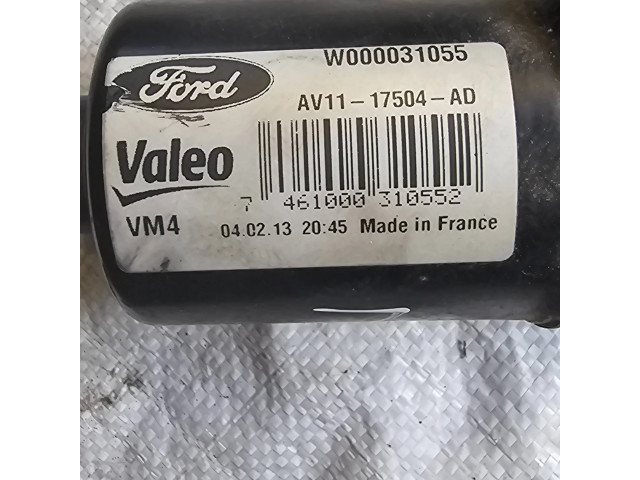 Ford
W000031055
AV11-17504-AD
Valeo
7 461000 310552
VM4
04.02.13 20:45 Made in France